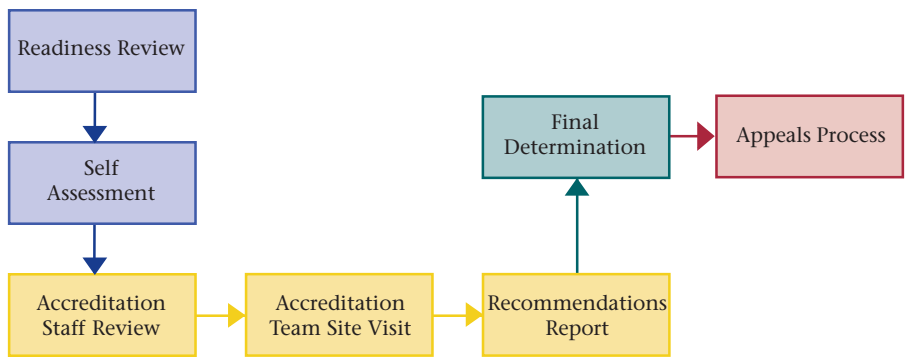 Readiness Review
Self
Assessment
Accreditation
Staff Review
Accreditation
Team Site Visit
Recommendations
Report
Final
Determination
Appeals Process